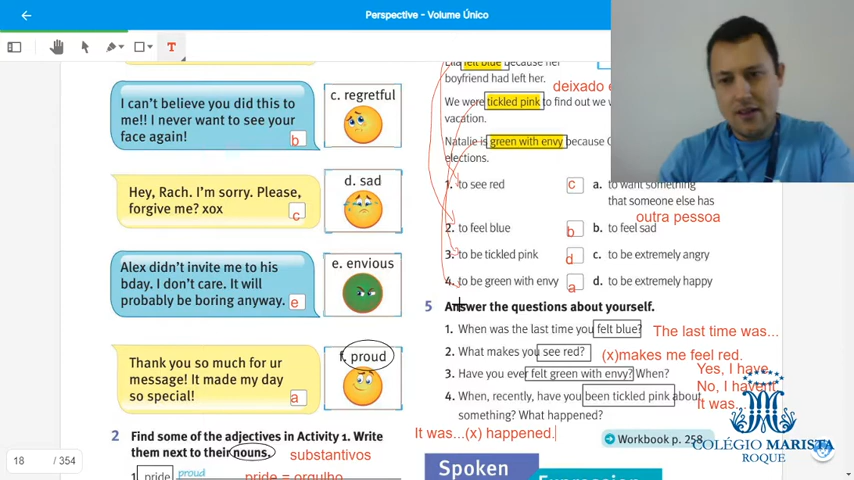 Perspective - Volume Único
I can't believe you did this to
me!! I never want to see your
face again!
b
c. regretful
Hey, Rach. I'm sorry. Please,
forgive me? xox
c
d. sad
Alex didn't invite me to his
bday. I don't care. It will
probably be boring anyway.
e
e. envious
Thank you so much for ur
message! It made my day
so special!
a
f. proud
2 Find some of the adjectives in Activity 1. Write
them next to their nouns.
substantivos
1. pride
proud
pride = orgulho
felt blue because her
boyfriend had left her.
deixado e
We were tickled pink to find out we
vacation.
Natalie is green with envy because
elections.
1. to see red
c
a. to want something
that someone else has
outra pessoa
2. to feel blue
b
b. to feel sad
3. to be tickled pink
d
c. to be extremely angry
4. to be green with envy
a
d. to be extremely happy
5 Answer the questions about yourself.
1. When was the last time you felt blue?
The last time was...
2. What makes you see red?
(x)makes me feel red.
3. Have you ever felt green with envy? When?
Yes, I have.
No, I havent
It was...
4. When, recently, have you been tickled pink about
something? What happened?
It was...(x) happened.
Workbook p. 258
COLÉGIO MARISTA
ROQUE
Spoken
18 / 354